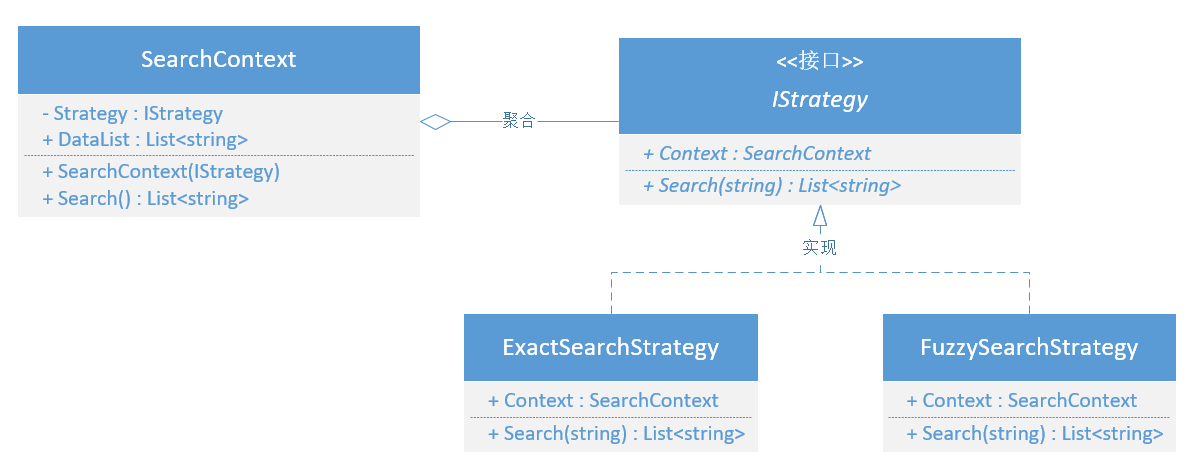 SearchContext
- Strategy : IStrategy
+ DataList : List<string>
+ SearchContext(IStrategy)
+ Search() : List<string>
聚合
<<接口>>
IStrategy
+ Context : SearchContext
+ Search(string) : List<string>
实现
ExactSearchStrategy
+ Context : SearchContext
+ Search(string) : List<string>
FuzzySearchStrategy
+ Context : SearchContext
+ Search(string) : List<string>